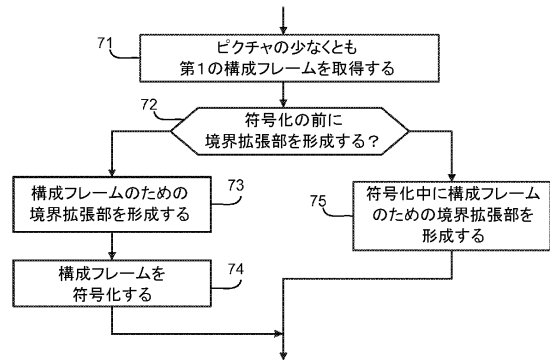 71
ピクチャの少なくとも
第1の構成フレームを取得する
72
符号化の前に
境界拡張部を形成する?
構成フレームのための
境界拡張部を形成する
73
75
符号化中に構成フレーム
のための境界拡張部を
形成する
構成フレームを
符号化する
74